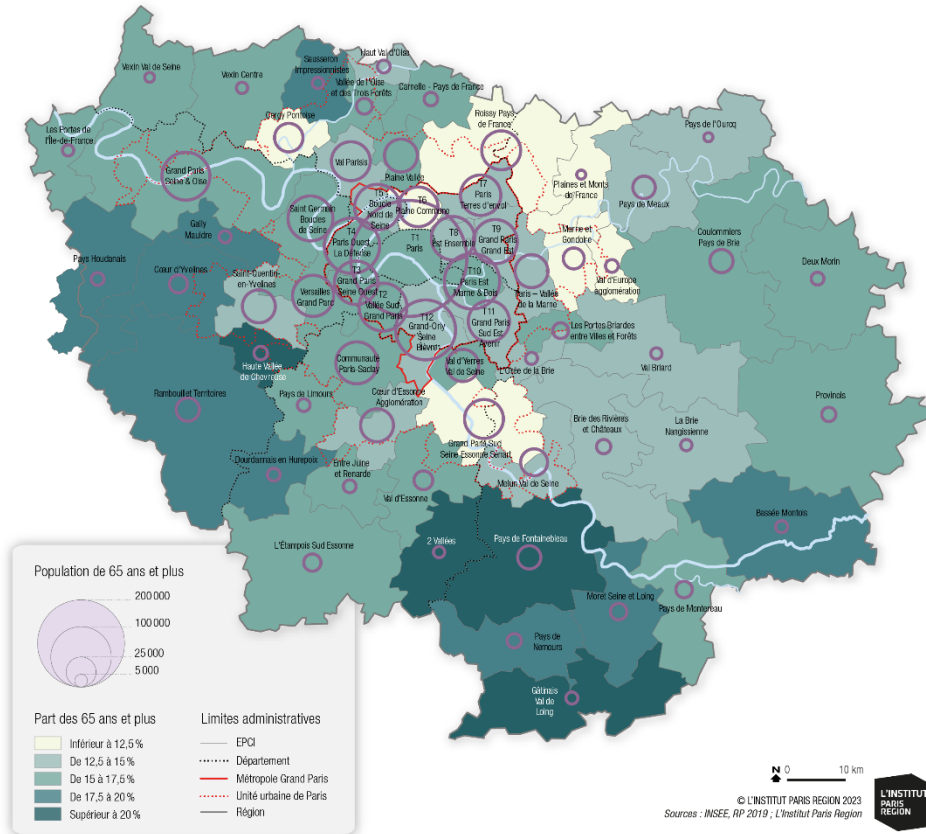 Haut Val d'Oise
Vexin Val de Seine
Vexin Centre
Sausseron
Impressionnistes
Vallée de l'Oise
et des Trois Forêts
Carnelle - Pays de France
Les Portes de
l'Île-de-France
Cergy Pontoise
Roissy Pays
de France
Pays de l'Ourcq
Val Parisis
Plaine Vallée
Grand Paris
Seine & Oise
Plaines et Monts
de France
Pays de Meaux
T5
Boucle
Nord de
Seine
T6
Plaine Commune
T7
Paris
Terres d'envol
Saint Germain
Boucles
de Seine
T4
Paris Ouest
La Défense
T1
Paris
T8
Est Ensemble
T9
Grand Paris
Grand Est
Marne et
Gondoire
Val d'Europe
agglomération
Coulommiers
Pays de Brie
Deux Morin
Gally
Mauldre
Pays Houdanais
Cœur d'Yvelines
Saint-Quentin-
en-Yvelines
Versailles
Grand Parc
T3
Grand Paris
Seine Ouest
T2
Vallée Sud
Grand Paris
T10
Paris Est
Marne & Bois
Paris – Vallée
de la Marne
T12
Grand-Orly
Seine
Bièvre
T11
Grand Paris
Sud Est
Avenir
Les Portes Briardes
entre Villes et Forêts
L'Orée de la Brie
Val Briard
Haute Vallée
de Chevreuse
Communauté
Paris-Saclay
Val d'Yerres
Val de Seine
Rambouillet Territoires
Pays de Limours
Cœur d'Essonne
Agglomération
Provinois
Brie des Rivières
et Châteaux
La Brie
Nangissienne
Grand Paris Sud
Seine Essonne Sénart
Dourdannais en Hurepoix
Entre Juine
et Renarde
Val d'Essonne
Melun Val de Seine
Bassée Montois
L'Étampois Sud Essonne
2 Vallées
Pays de Fontainebleau
Moret Seine et Loing
Pays de Montereau
Pays de
Nemours
Gâtinais
Val de
Loing
Population de 65 ans et plus
200 000
100 000
25 000
5 000
Part des 65 ans et plus
Inférieur à 12,5 %
De 12,5 à 15 %
De 15 à 17,5 %
De 17,5 à 20 %
Supérieur à 20 %
Limites administratives
EPCI
Département
Métropole Grand Paris
Unité urbaine de Paris
Région
N 0 10 km
© L'INSTITUT PARIS REGION 2023
Sources : INSEE, RP 2019 ; L'Institut Paris Region
L'INSTITUT
PARIS
REGION